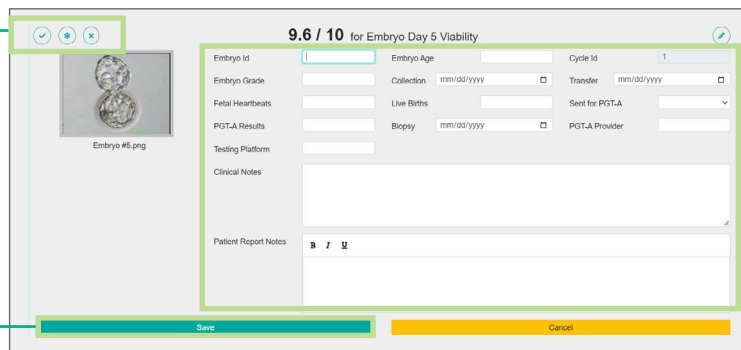 9.6 / 10 for Embryo Day 5 Viability
Embryo Id Embryo Age Cycle Id 1
Embryo Grade Collection mm/dd/yyyy Transfer mm/dd/yyyy
Fetal Heartbeats Live Births Sent for PGT-A
PGT-A Results Biopsy mm/dd/yyyy PGT-A Provider
Embryo #5.png
Testing Platform
Clinical Notes
Patient Report Notes B I U
Save Cancel